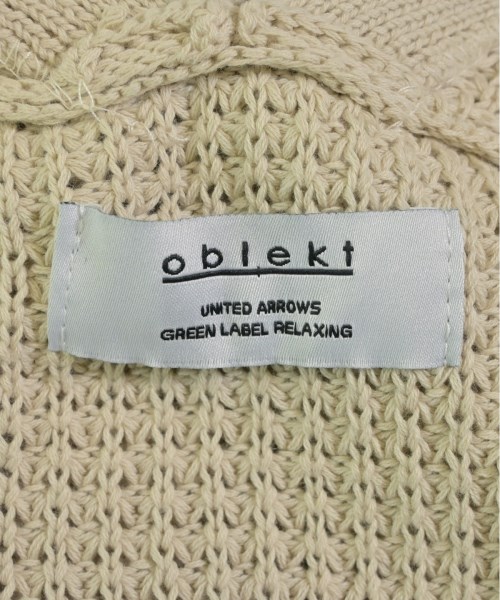 oblekt
UNITED ARROWS
GREEN LABEL RELAXING